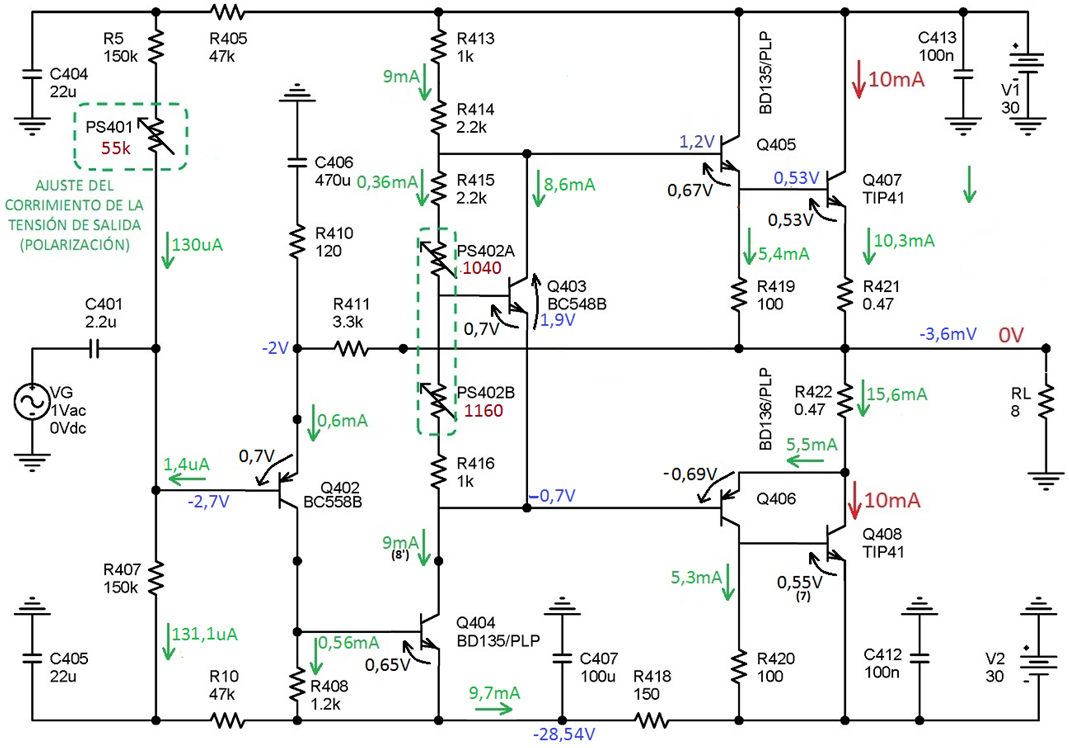 R5
150k
R405
47k
C404
22u
PS401
55k
AJUSTE DEL
CORRIMIENTO DE LA
TENSIÓN DE SALIDA
(POLARIZACIÓN)
130uA
C401
2.2u
VG
1Vac
0Vdc
1,4uA
-2,7V
R407
150k
131,1uA
C405
22u
R10
47k
C406
470u
R410
120
R411
3.3k
-2V
0,6mA
0,7V
Q402
BC558B
0,56mA
R408
1.2k
R413
1k
9mA
R414
2.2k
0,36mA
R415
2.2k
8,6mA
PS402A
1040
Q403
BC548B
0,7V
1,9V
PS402B
1160
R416
1k
-0,7V
9mA
(8')
Q404
BD135/PLP
0,65V
9,7mA
C407
100u
-28,54V
R418
150
BD135/PLP
1,2V
Q405
0,67V
0,53V
0,53V
Q407
TIP41
10mA
5,4mA
10,3mA
R419
100
R421
0.47
-3,6mV
0V
BD136/PLP
R422
0.47
15,6mA
5,5mA
-0,69V
Q406
10mA
Q408
TIP41
5,3mA
0,55V
(7)
R420
100
C412
100n
V2
30
+
-
C413
100n
V1
30
+
-
RL
8
+
-